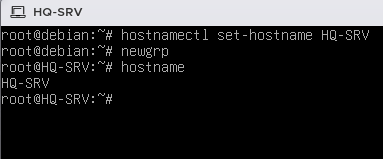 HQ-SRV
root@debian:~# hostnamectl set-hostname HQ-SRV
root@debian:~# newgrp
root@HQ-SRV:~# hostname
HQ-SRV
root@HQ-SRV:~#